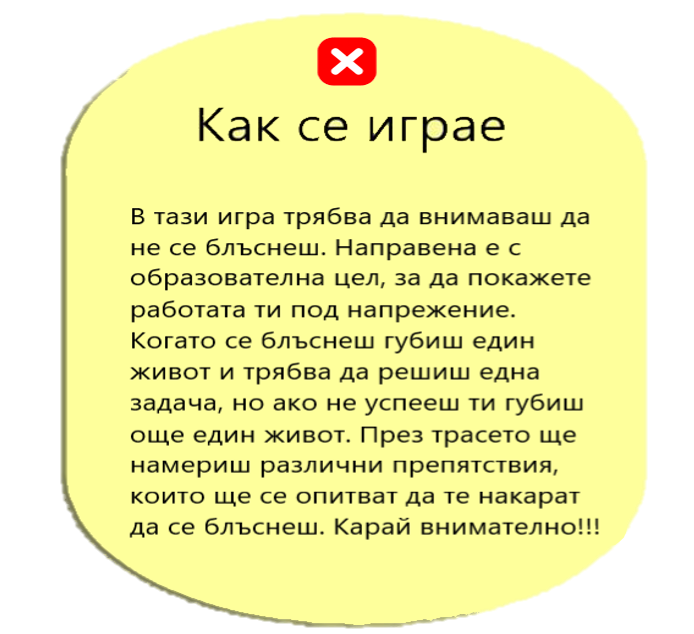 Как се играе
В тази игра трябва да внимаваш да
не се блъснеш. Направена е с
образователна цел, за да покажете
работата ти под напрежение.
Когато се блъснеш губиш един
живот и трябва да решиш една
задача, но ако не успееш ти губиш
още един живот. През трасето ще
намериш различни препятствия,
които ще се опитват да те накарат
да се блъснеш. Карай внимателно!!!